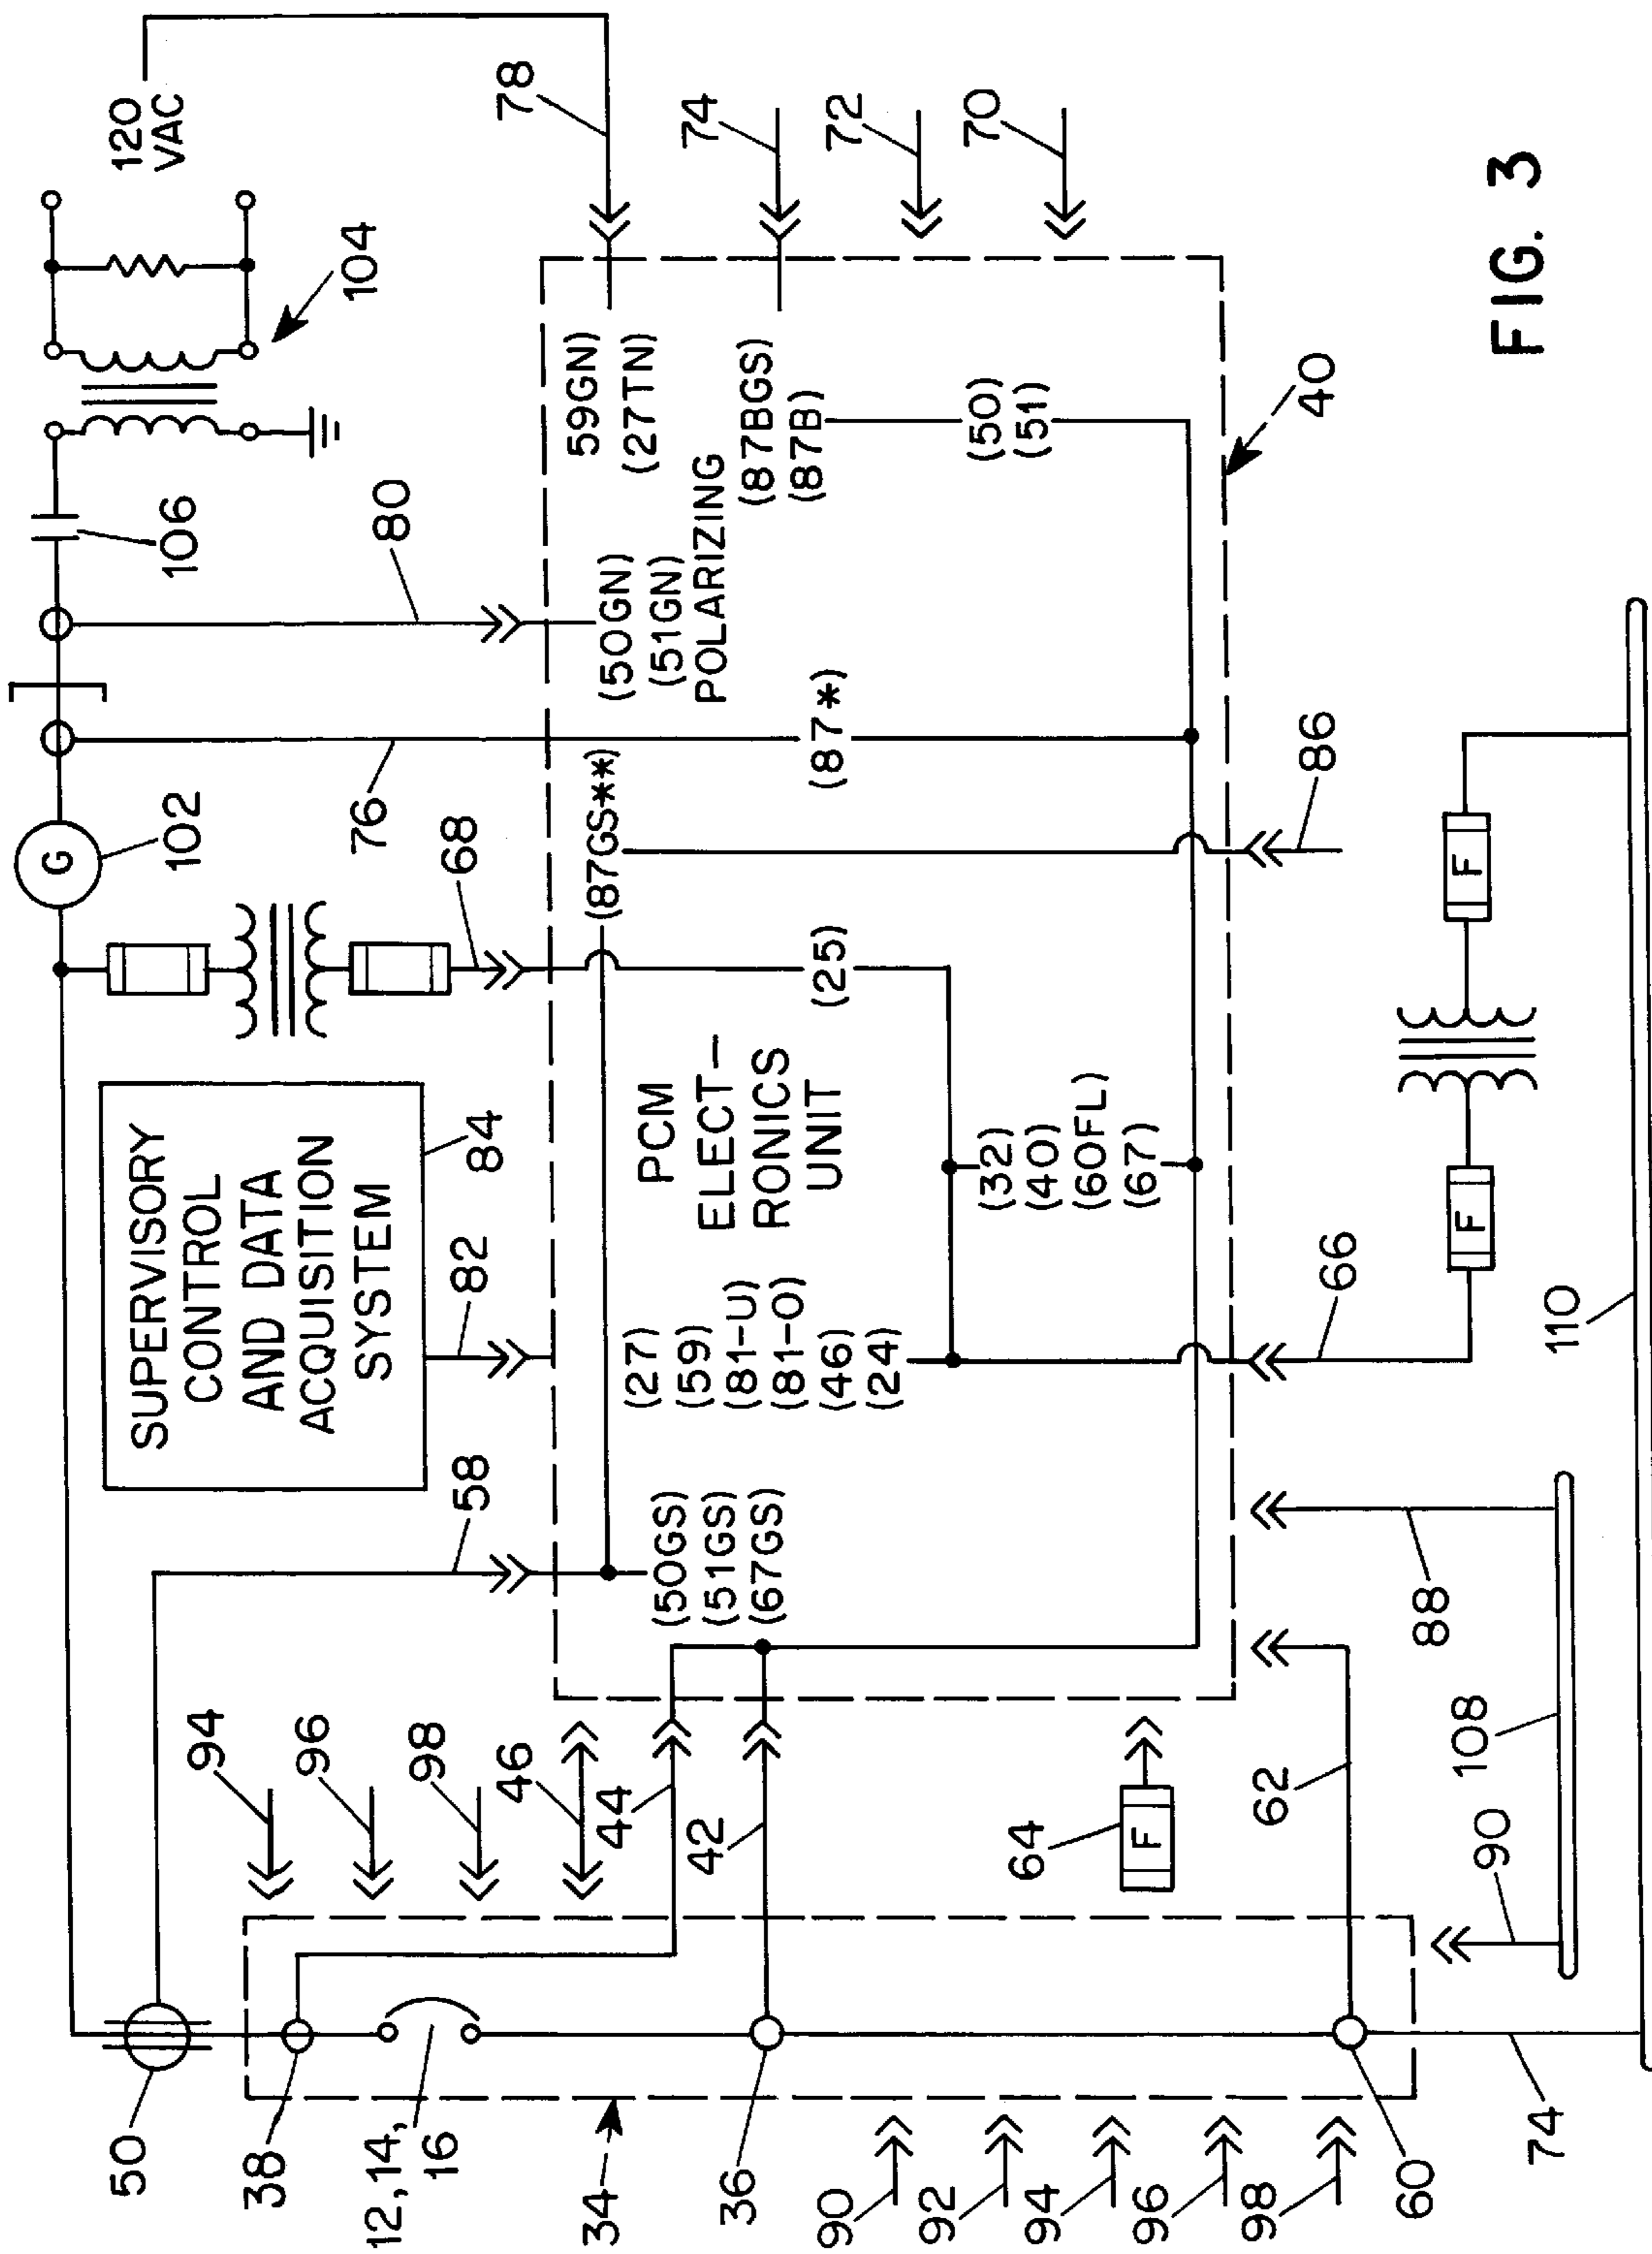 120
VAC
104
106
G
102
78
74
72
70
80
76
68
SUPERVISORY
CONTROL
AND DATA
ACQUISITION
SYSTEM
84
82
58
94
96
98
46
44
42
50
38
12,14,
16
34
36
60
90
92
94
96
98
59GN)
(27TN)
(50GN)
(51GN)
POLARIZING
(87BGS)
(87B)
(50)
(51)
(87GS**)
(87*)
(25)
PCM
ELECT-
RONICS
UNIT
(27)
(59)
(81-U)
(81-O)
(46)
(24)
(32)
(40)
(60FL)
(67)
(50GS)
(51GS)
(67GS)
40
86
66
F
F
64
F
62
88
90
108
110
74
FIG. 3